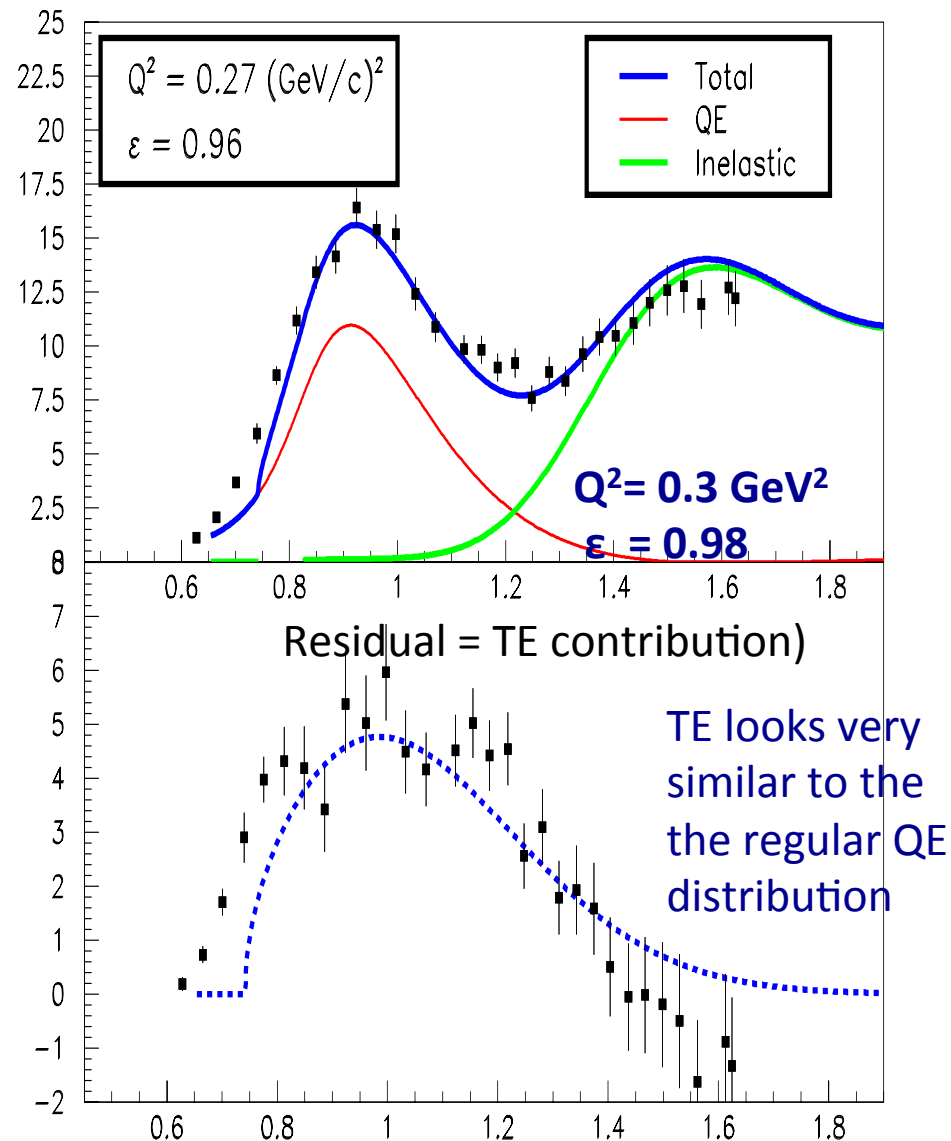 25
22.5
20
17.5
15
12.5
10
7.5
5
2.5
0
Q² = 0.27 (GeV/c)²
ε = 0.96
Total
QE
Inelastic
Q²= 0.3 GeV²
ε = 0.98
0.6 0.8 1 1.2 1.4 1.6 1.8
8
7
6
5
4
3
2
1
0
−1
−2
Residual = TE contribution)
TE looks very
similar to the
the regular QE
distribution
0.6 0.8 1 1.2 1.4 1.6 1.8